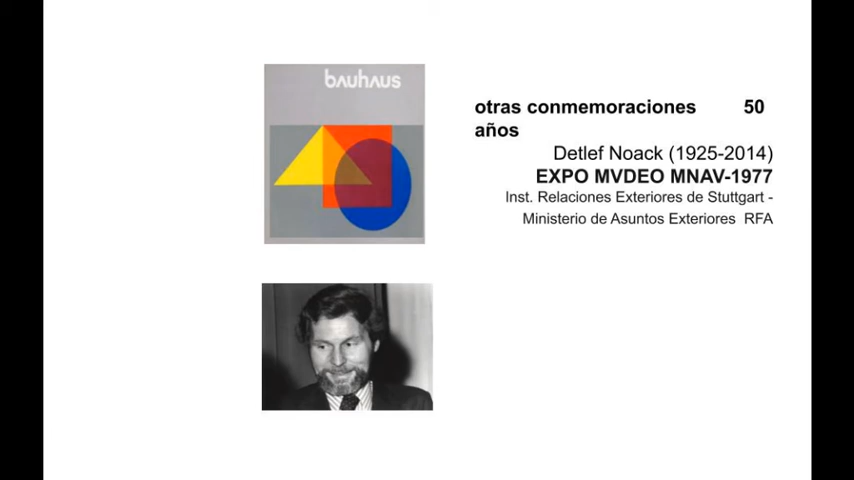 bauhaus
otras conmemoraciones 50
años
Detlef Noack (1925-2014)
EXPO MVDEO MNAV-1977
Inst. Relaciones Exteriores de Stuttgart -
Ministerio de Asuntos Exteriores RFA